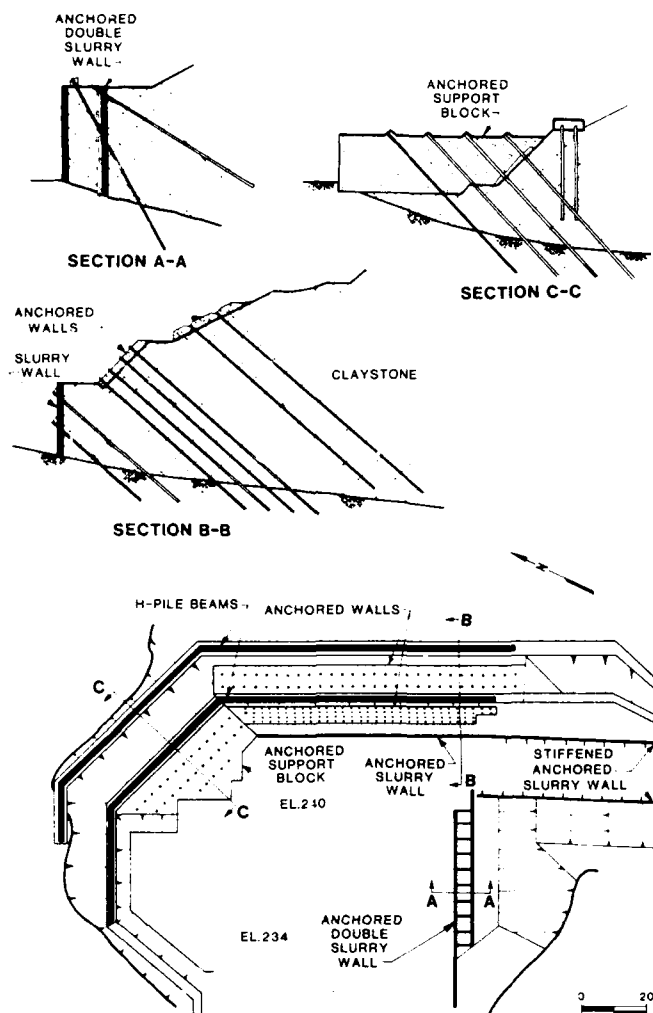 ANCHORED
DOUBLE
SLURRY
WALL
SECTION A-A
ANCHORED
SUPPORT
BLOCK
SECTION C-C
ANCHORED
WALLS
SLURRY
WALL
CLAYSTONE
SECTION B-B
N
H-PILE BEAMS
ANCHORED WALLS
B
C
ANCHORED
SUPPORT
BLOCK
ANCHORED
SLURRY
WALL
STIFFENED
ANCHORED
SLURRY WALL
B
C
EL.240
A
A
EL.234
ANCHORED
DOUBLE
SLURRY
WALL
0 20